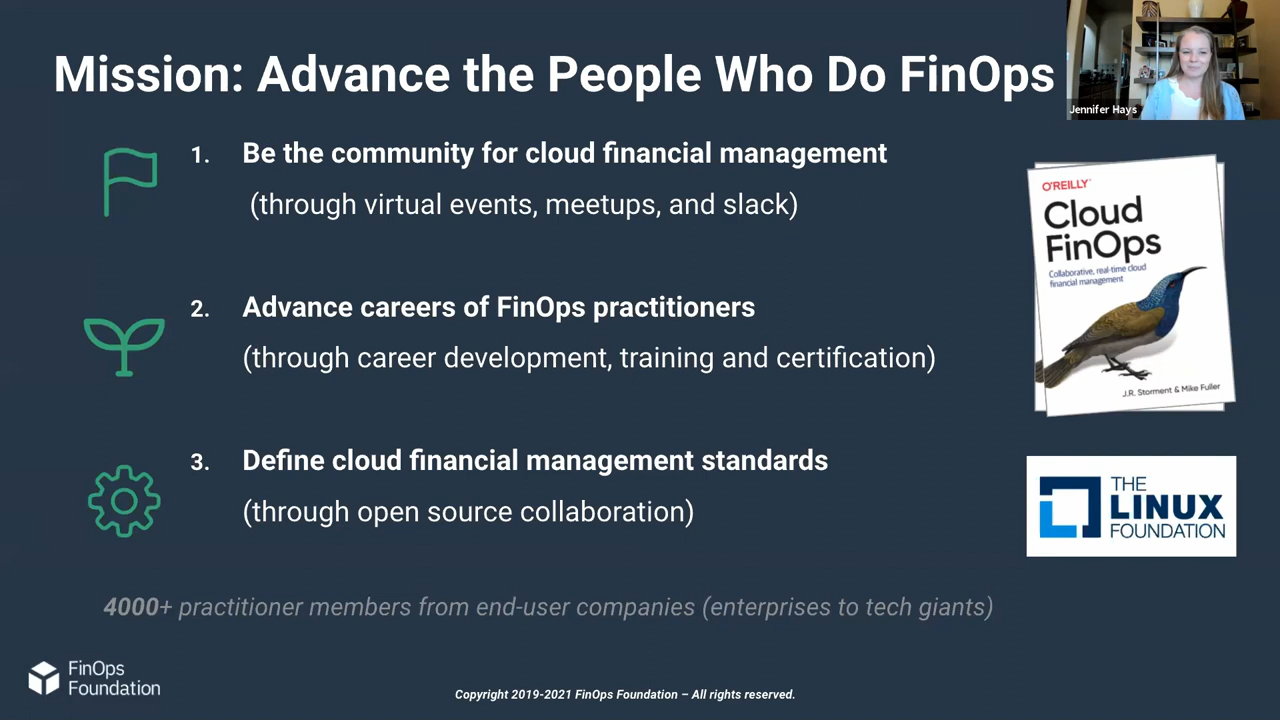 Mission: Advance the People Who Do FinOps
Jennifer Hays
1. Be the community for cloud financial management
(through virtual events, meetups, and slack)
2. Advance careers of FinOps practitioners
(through career development, training and certification)
3. Define cloud financial management standards
(through open source collaboration)
4000+ practitioner members from end-user companies (enterprises to tech giants)
O'REILLY®
Cloud
FinOps
Collaborative, real-time cloud
financial management
J.R. Storment & Mike Fuller
THE
LINUX
FOUNDATION
FinOps
Foundation
Copyright 2019-2021 FinOps Foundation – All rights reserved.